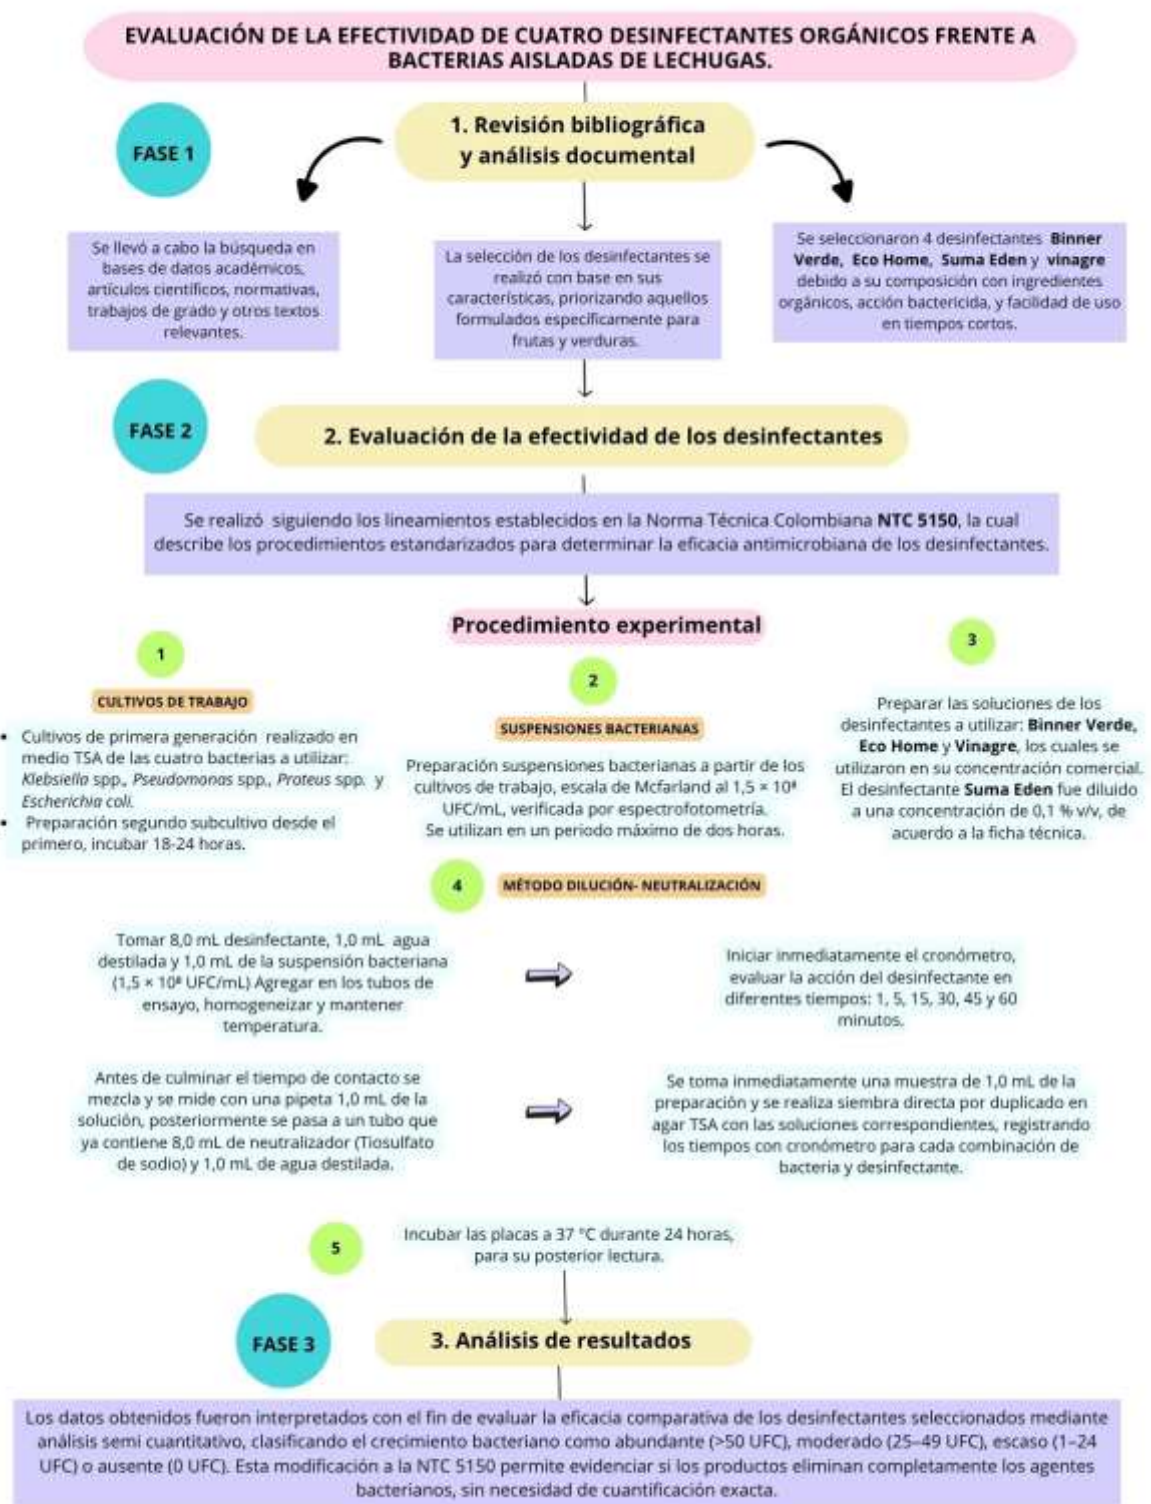 EVALUACIÓN DE LA EFECTIVIDAD DE CUATRO DESINFECTANTES ORGÁNICOS FRENTE A
BACTERIAS AISLADAS DE LECHUGAS.
FASE 1
1. Revisión bibliográfica
y análisis documental
Se llevó a cabo la búsqueda en
bases de datos académicos,
artículos científicos, normativas,
trabajos de grado y otros textos
relevantes.
La selección de los desinfectantes se
realizó con base en sus
características, priorizando aquellos
formulados específicamente para
frutas y verduras.
Se seleccionaron 4 desinfectantes Binner
Verde, Eco Home, Suma Eden y vinagre
debido a su composición con ingredientes
orgánicos, acción bactericida, y facilidad de uso
en tiempos cortos.
FASE 2
2. Evaluación de la efectividad de los desinfectantes
Se realizó siguiendo los lineamientos establecidos en la Norma Técnica Colombiana NTC 5150, la cual
describe los procedimientos estandarizados para determinar la eficacia antimicrobiana de los desinfectantes.
Procedimiento experimental
1
CULTIVOS DE TRABAJO
• Cultivos de primera generación realizado en
medio TSA de las cuatro bacterias a utilizar:
Klebsiella spp., Pseudomonas spp., Proteus spp. y
Escherichia coli.
• Preparación segundo subcultivo desde el
primero, incubar 18-24 horas.
2
SUSPENSIONES BACTERIANAS
Preparación suspensiones bacterianas a partir de los
cultivos de trabajo, escala de Mcfarland al 1,5 × 10⁸
UFC/mL, verificada por espectrofotometría.
Se utilizan en un periodo máximo de dos horas.
3
Preparar las soluciones de los
desinfectantes a utilizar: Binner Verde,
Eco Home y Vinagre, los cuales se
utilizaron en su concentración comercial.
El desinfectante Suma Eden fue diluido
a una concentración de 0,1 % v/v, de
acuerdo a la ficha técnica.
4
MÉTODO DILUCIÓN- NEUTRALIZACIÓN
Tomar 8,0 mL desinfectante, 1,0 mL agua
destilada y 1,0 mL de la suspensión bacteriana
(1,5 × 10⁸ UFC/mL) Agregar en los tubos de
ensayo, homogeneizar y mantener
temperatura.
Iniciar inmediatamente el cronómetro,
evaluar la acción del desinfectante en
diferentes tiempos: 1, 5, 15, 30, 45 y 60
minutos.
Antes de culminar el tiempo de contacto se
mezcla y se mide con una pipeta 1,0 mL de la
solución, posteriormente se pasa a un tubo que
ya contiene 8,0 mL de neutralizador (Tiosulfato
de sodio) y 1,0 mL de agua destilada.
Se toma inmediatamente una muestra de 1,0 mL de la
preparación y se realiza siembra directa por duplicado en
agar TSA con las soluciones correspondientes, registrando
los tiempos con cronómetro para cada combinación de
bacteria y desinfectante.
5
Incubar las placas a 37 °C durante 24 horas,
para su posterior lectura.
FASE 3
3. Análisis de resultados
Los datos obtenidos fueron interpretados con el fin de evaluar la eficacia comparativa de los desinfectantes seleccionados mediante
análisis semi cuantitativo, clasificando el crecimiento bacteriano como abundante (>50 UFC), moderado (25–49 UFC), escaso (1–24
UFC) o ausente (0 UFC). Esta modificación a la NTC 5150 permite evidenciar si los productos eliminan completamente los agentes
bacterianos, sin necesidad de cuantificación exacta.